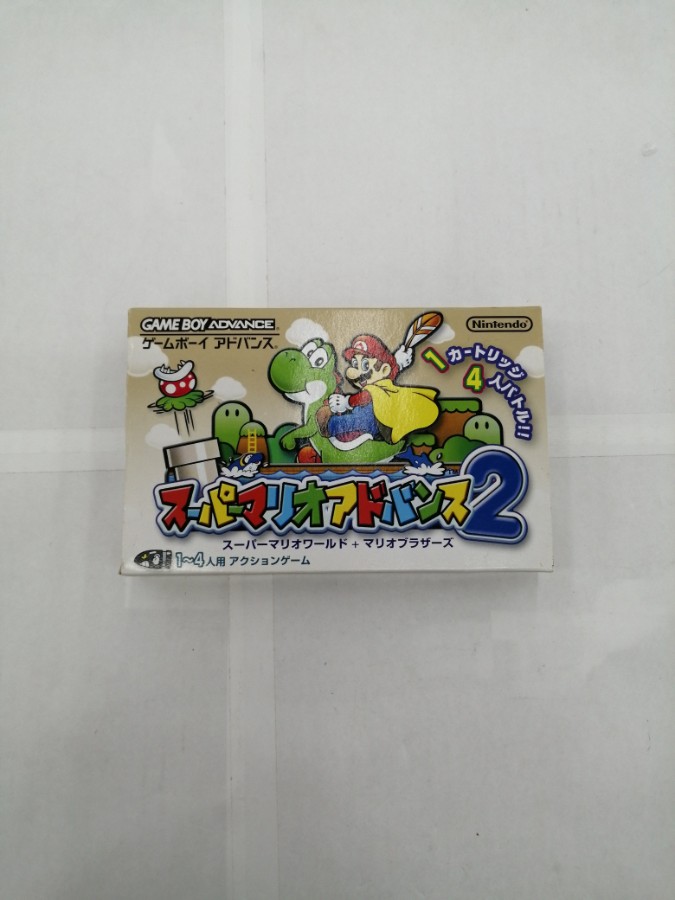 GAME BOY ADVANCE
ゲームボーイ アドバンス
Nintendo
1カートリッジ
4人バトル!!
スーパーマリオアドバンス2
スーパーマリオワールド + マリオブラザーズ
1~4人用 アクションゲーム